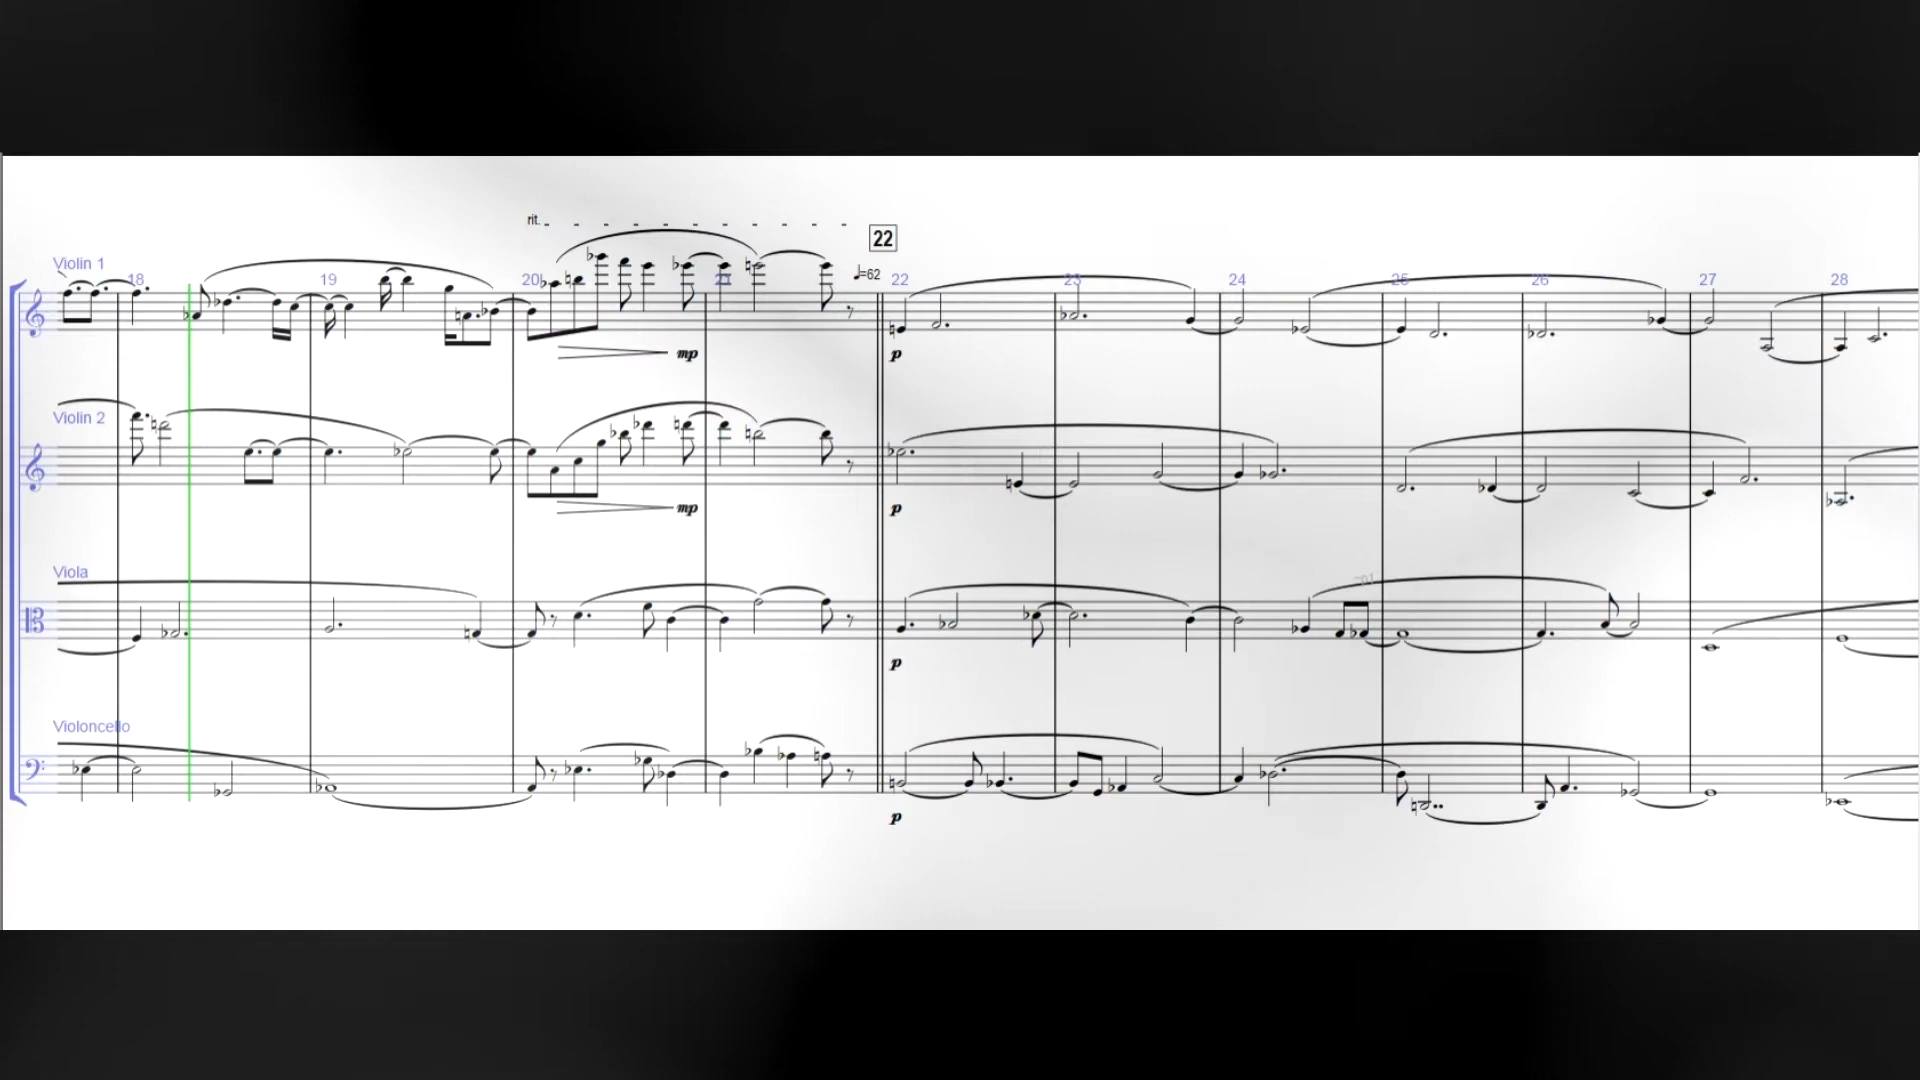 rit.
22
Violin 1
18
19
20
21
♩=62
22
23
24
25
26
27
28
mp
p
Violin 2
mp
p
Viola
p
Violoncello
p